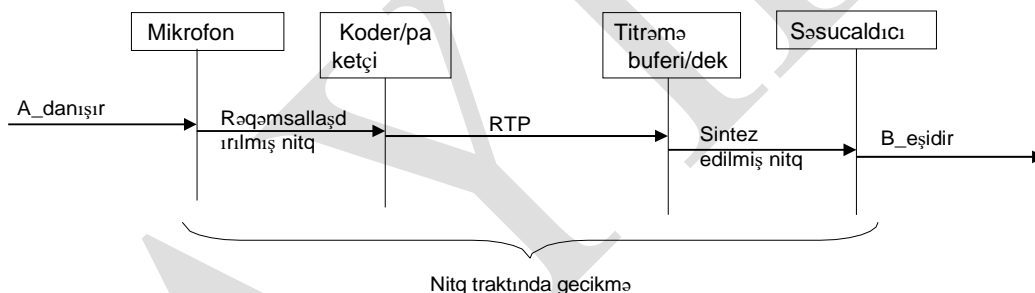 Mikrofon
Koder/pa
ketçi
Titrəmə
buferi/dek
Səsucaldıcı
A_danışır
Rəqəmsallaşd
ırılmış nitq
RTP
Sintez
edilmiş nitq
B_eşidir
Nitq traktında gecikmə